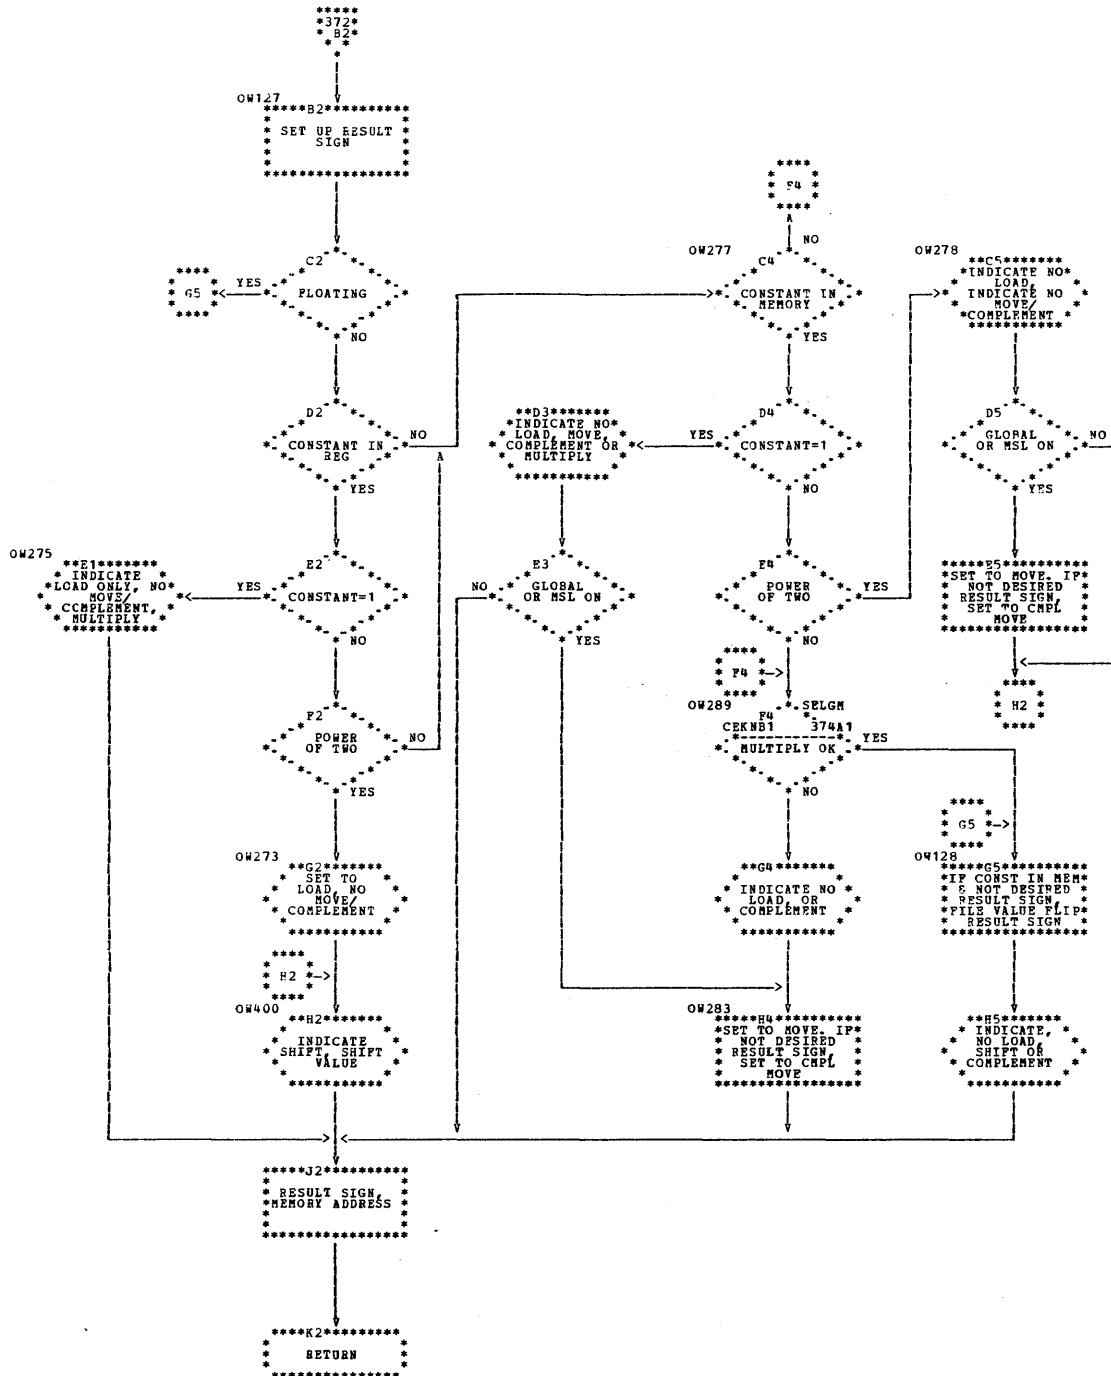 372
B2
OW127
B2
SET UP RESULT
SIGN
F4
NO
C2
FLOATING
YES
G5
NO
OW277
C4
CONSTANT IN
MEMORY
YES
OW278
C5
INDICATE NO
LOAD,
INDICATE NO
MOVE/
COMPLEMENT
D2
CONSTANT IN
REG
NO
YES
D3
INDICATE NO
LOAD, MOVE,
COMPLEMENT OR
MULTIPLY
D4
CONSTANT=1
YES
NO
D5
GLOBAL
OR MSL ON
NO
YES
OW275
E1
INDICATE
LOAD ONLY, NO
MOVE/
COMPLEMENT,
MULTIPLY
E2
CONSTANT=1
YES
NO
E3
GLOBAL
OR MSL ON
NO
YES
E4
POWER
OF TWO
YES
NO
E5
SET TO MOVE. IF
NOT DESIRED
RESULT SIGN,
SET TO CMPL
MOVE
F4
H2
F2
POWER
OF TWO
NO
YES
OW289
F4
SELGM
CEKNB1 374A1
MULTIPLY OK
YES
NO
G5
OW273
G2
SET TO
LOAD, NO
MOVE/
COMPLEMENT
G4
INDICATE NO
LOAD, OR
COMPLEMENT
OW128
G5
IF CONST IN MEM
& NOT DESIRED
RESULT SIGN,
FILE VALUE FLIP
RESULT SIGN
H2
OW400
H2
INDICATE
SHIFT, SHIFT
VALUE
OW283
H4
SET TO MOVE. IF
NOT DESIRED
RESULT SIGN,
SET TO CMPL
MOVE
H5
INDICATE,
NO LOAD,
SHIFT OR
COMPLEMENT
J2
RESULT SIGN,
MEMORY ADDRESS
K2
RETURN